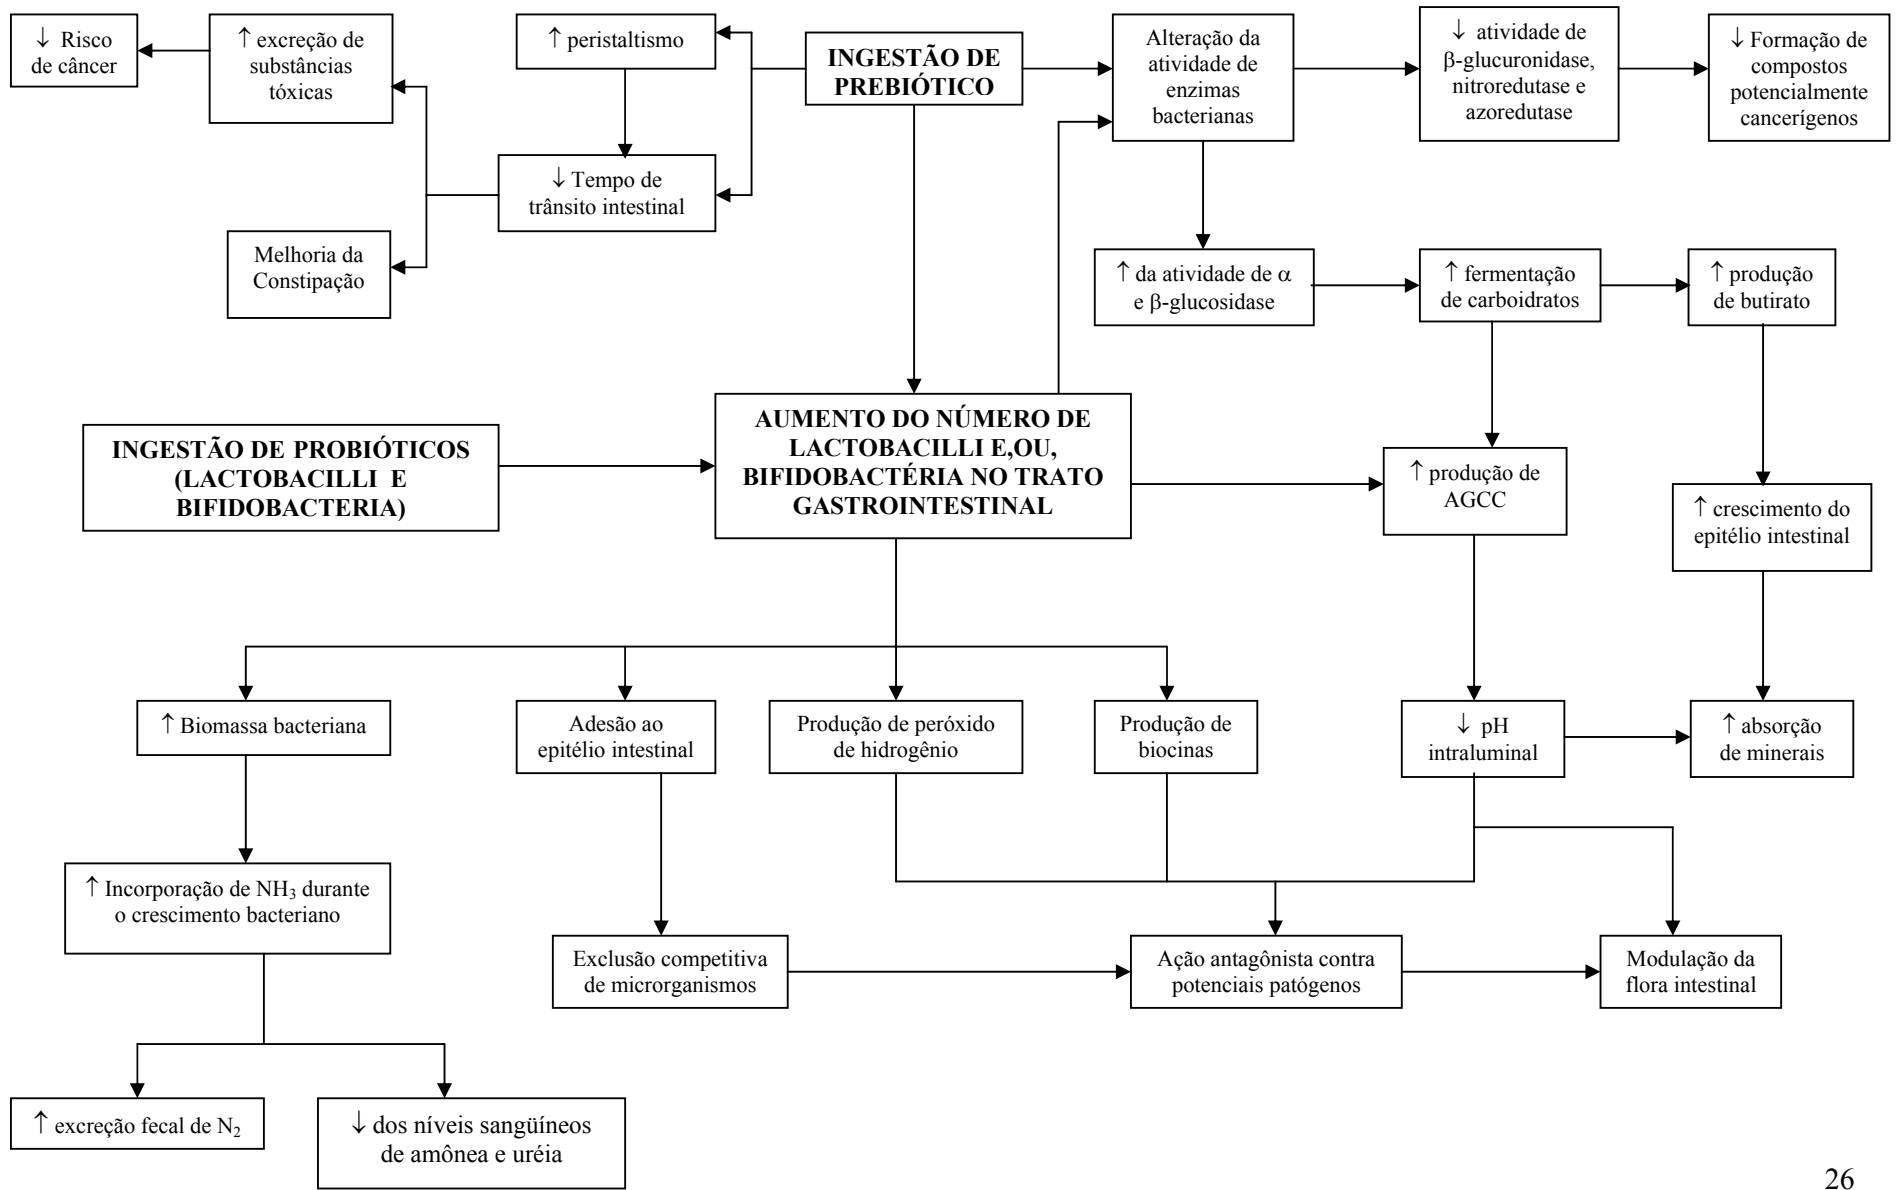 ↓ Risco
de câncer
↑ excreção de
substâncias
tóxicas
↑ peristaltismo
INGESTÃO DE
PREBIÓTICO
Alteração da
atividade de
enzimas
bacterianas
↓ atividade de
β-glucuronidase,
nitroredutase e
azoredutase
↓ Formação de
compostos
potencialmente
cancerígenos
↓ Tempo de
trânsito intestinal
Melhoria da
Constipação
↑ da atividade de α
e β-glucosidase
↑ fermentação
de carboidratos
↑ produção
de butirato
INGESTÃO DE PROBIÓTICOS
(LACTOBACILLI E
BIFIDOBACTERIA)
AUMENTO DO NÚMERO DE
LACTOBACILLI E,OU,
BIFIDOBACTÉRIA NO TRATO
GASTROINTESTINAL
↑ produção de
AGCC
↑ crescimento do
epitélio intestinal
↑ Biomassa bacteriana
Adesão ao
epitélio intestinal
Produção de peróxido
de hidrogênio
Produção de
biocinas
↓ pH
intraluminal
↑ absorção
de minerais
↑ Incorporação de NH₃ durante
o crescimento bacteriano
Exclusão competitiva
de microrganismos
Ação antagônista contra
potenciais patógenos
Modulação da
flora intestinal
↑ excreção fecal de N₂
↓ dos níveis sangüíneos
de amônea e uréia
26